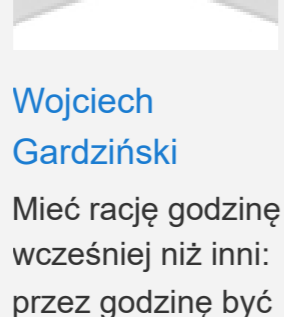 Wojciech
Gardziński
Mieć rację godzinę
wcześniej niż inni:
przez godzinę być